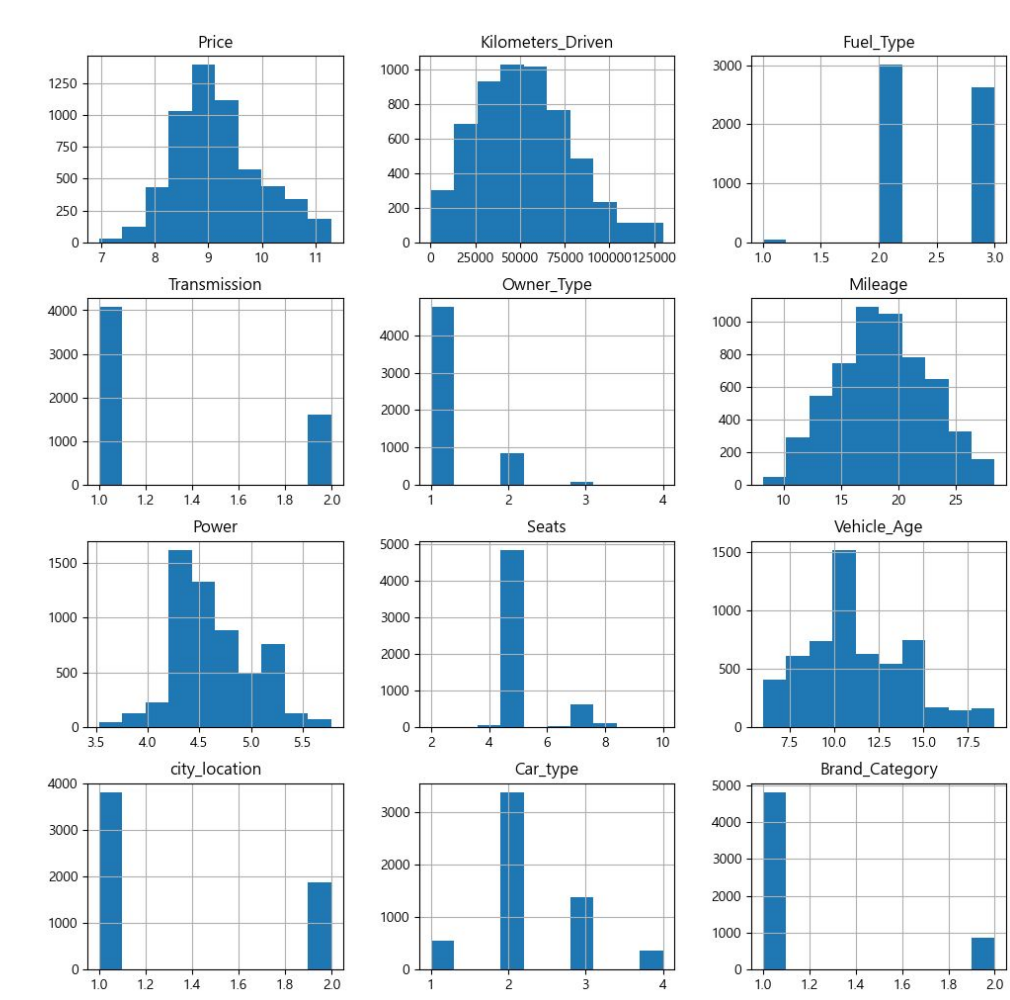 Price
Kilometers_Driven
Fuel_Type
1250
1000
750
500
250
0
7 8 9 10 11
1000
800
600
400
200
0
0 25000 50000 75000 100000 125000
3000
2000
1000
0
1.0 1.5 2.0 2.5 3.0
Transmission
Owner_Type
Mileage
4000
3000
2000
1000
0
1.0 1.2 1.4 1.6 1.8 2.0
4000
3000
2000
1000
0
1 2 3 4
1000
800
600
400
200
0
10 15 20 25
Power
Seats
Vehicle_Age
1500
1000
500
0
3.5 4.0 4.5 5.0 5.5
5000
4000
3000
2000
1000
0
2 4 6 8 10
1500
1000
500
0
7.5 10.0 12.5 15.0 17.5
city_location
Car_type
Brand_Category
4000
3000
2000
1000
0
1.0 1.2 1.4 1.6 1.8 2.0
3000
2000
1000
0
1 2 3 4
5000
4000
3000
2000
1000
0
1.0 1.2 1.4 1.6 1.8 2.0